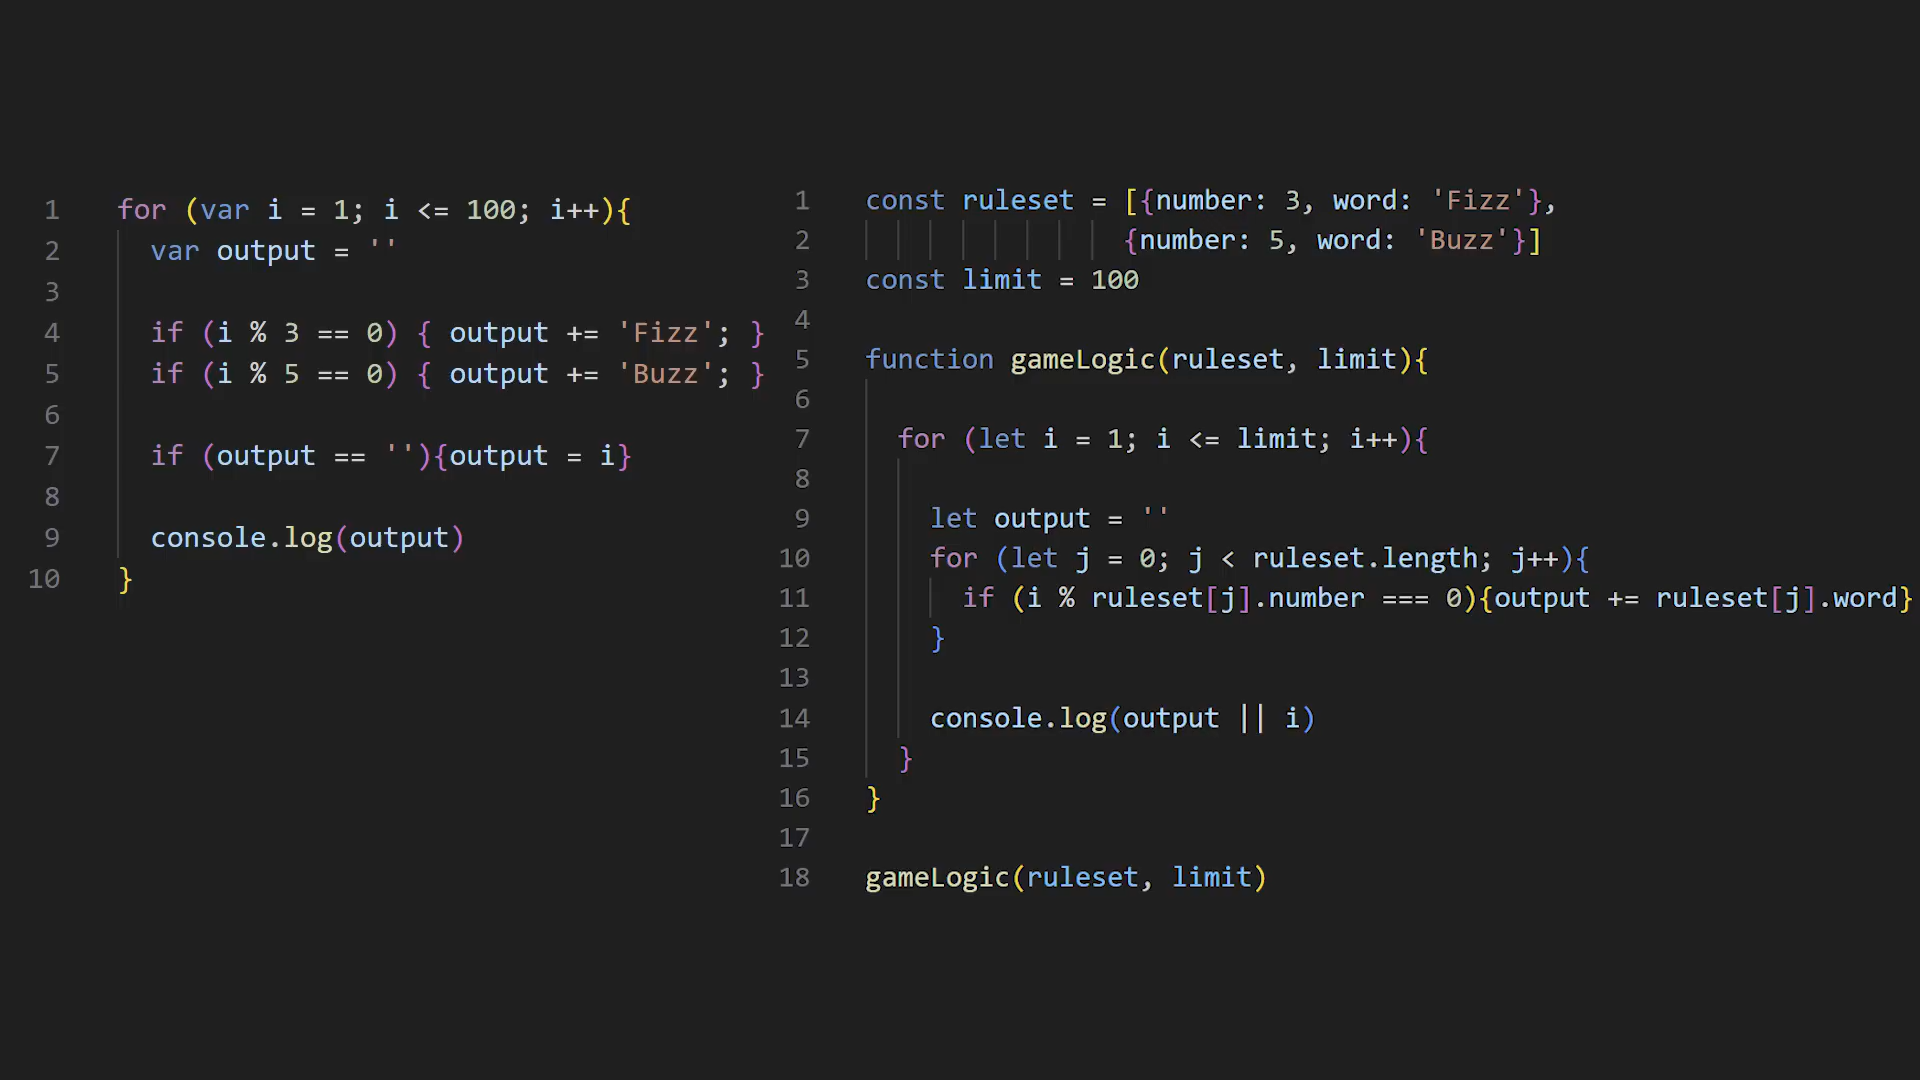 1 for (var i = 1; i <= 100; i++){
2 var output = ''
3
4 if (i % 3 == 0) { output += 'Fizz'; }
5 if (i % 5 == 0) { output += 'Buzz'; }
6
7 if (output == ''){output = i}
8
9 console.log(output)
10 }
1 const ruleset = [{number: 3, word: 'Fizz'},
2 {number: 5, word: 'Buzz'}]
3 const limit = 100
4
5 function gameLogic(ruleset, limit){
6
7 for (let i = 1; i <= limit; i++){
8
9 let output = ''
10 for (let j = 0; j < ruleset.length; j++){
11 if (i % ruleset[j].number === 0){output += ruleset[j].word}
12 }
13
14 console.log(output || i)
15 }
16 }
17
18 gameLogic(ruleset, limit)